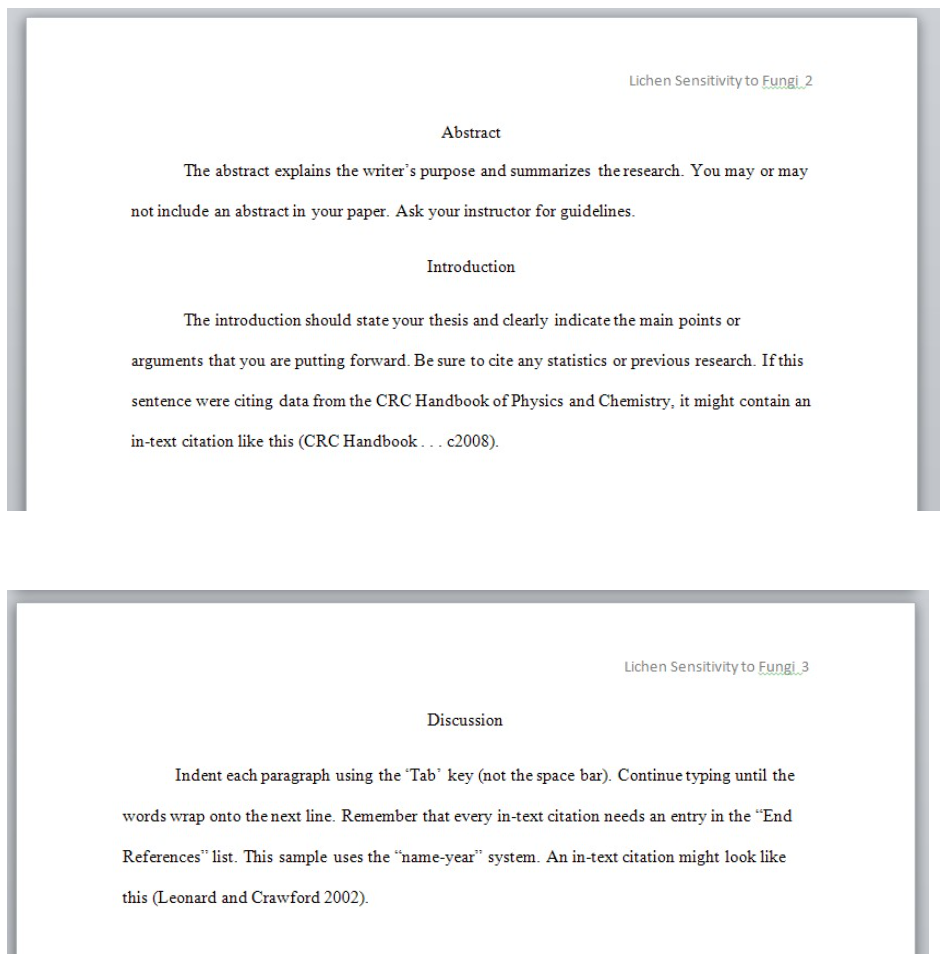 Lichen Sensitivity to Fungi 2
Abstract
The abstract explains the writer’s purpose and summarizes the research. You may or may
not include an abstract in your paper. Ask your instructor for guidelines.
Introduction
The introduction should state your thesis and clearly indicate the main points or
arguments that you are putting forward. Be sure to cite any statistics or previous research. If this
sentence were citing data from the CRC Handbook of Physics and Chemistry, it might contain an
in-text citation like this (CRC Handbook . . . c2008).
Lichen Sensitivity to Fungi 3
Discussion
Indent each paragraph using the ‘Tab’ key (not the space bar). Continue typing until the
words wrap onto the next line. Remember that every in-text citation needs an entry in the “End
References” list. This sample uses the “name-year” system. An in-text citation might look like
this (Leonard and Crawford 2002).